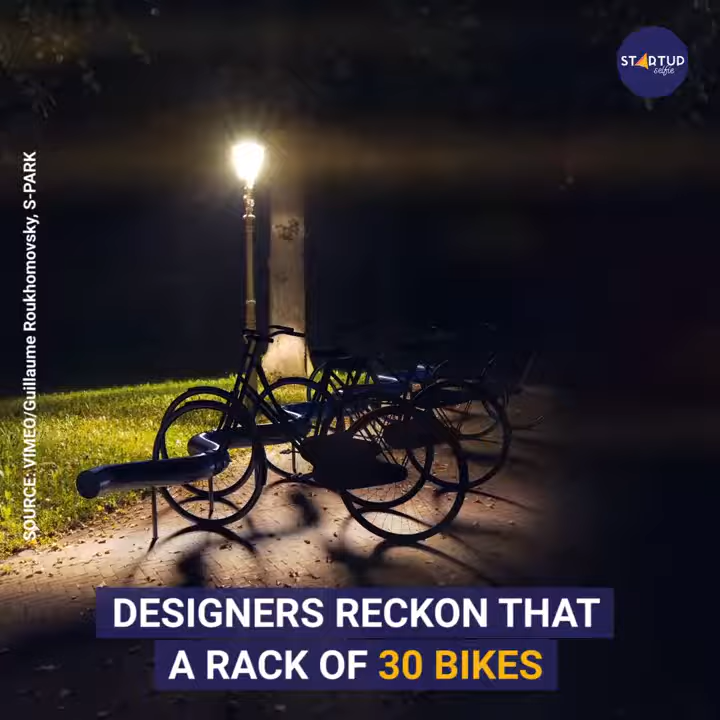 STARTUP
selfie
SOURCE: VIMEO/Guillaume Roukhomovsky, S-PARK
DESIGNERS RECKON THAT
A RACK OF 30 BIKES